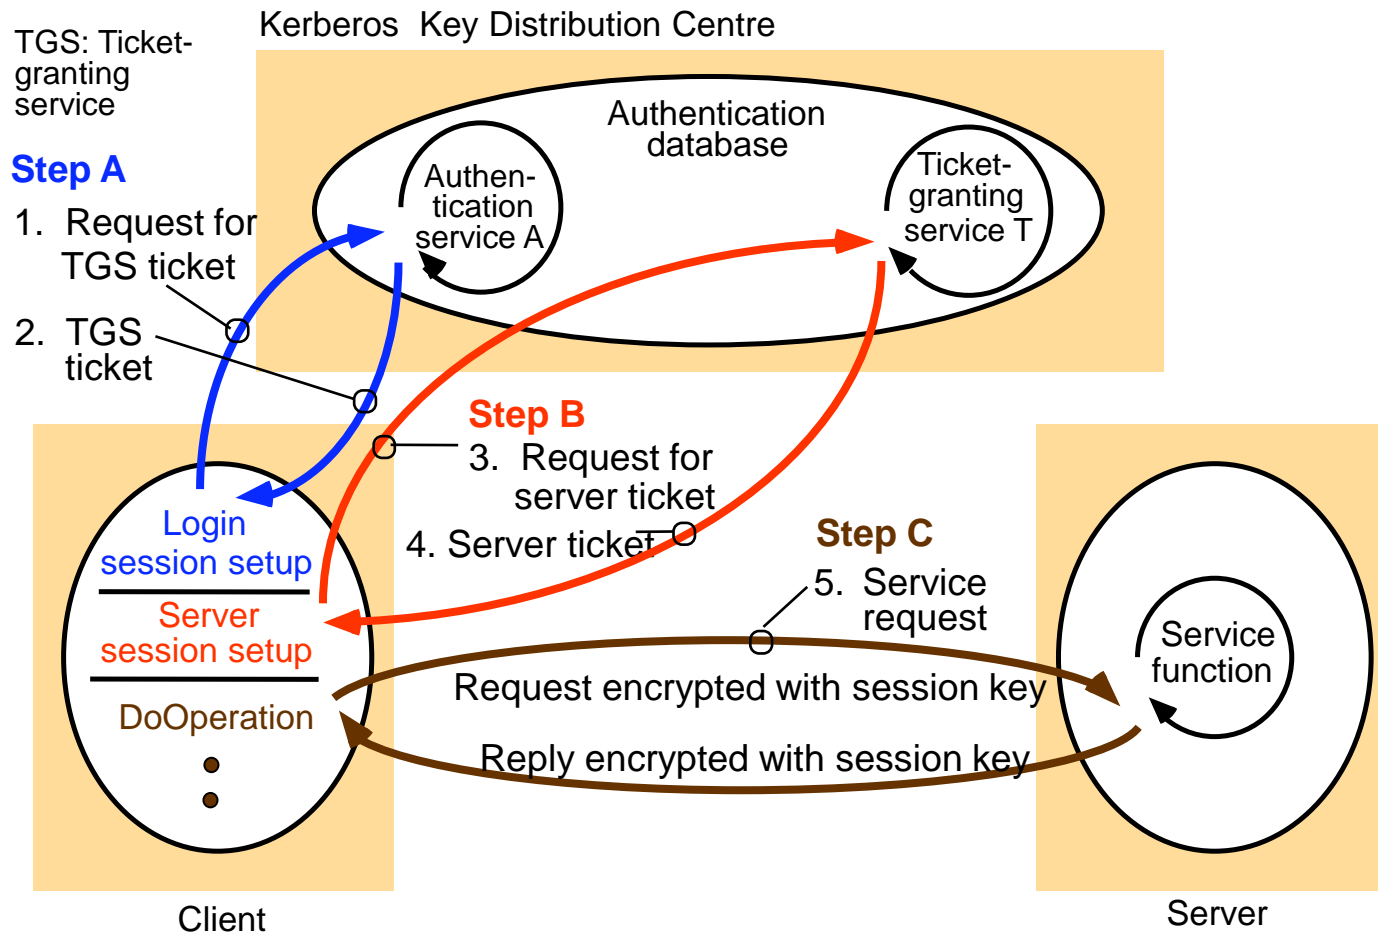 Kerberos  Key Distribution Centre
TGS: Ticket-
granting
service
Authentication
database
Authen-
tication
service A
Ticket-
granting
service T
Step A
1.  Request for
TGS ticket
2.  TGS
ticket
Step B
3.  Request for
server ticket
4. Server ticket
Step C
5.  Service
request
Login
session setup
Server
session setup
DoOperation
Request encrypted with session key
Reply encrypted with session key
Service
function
Client
Server